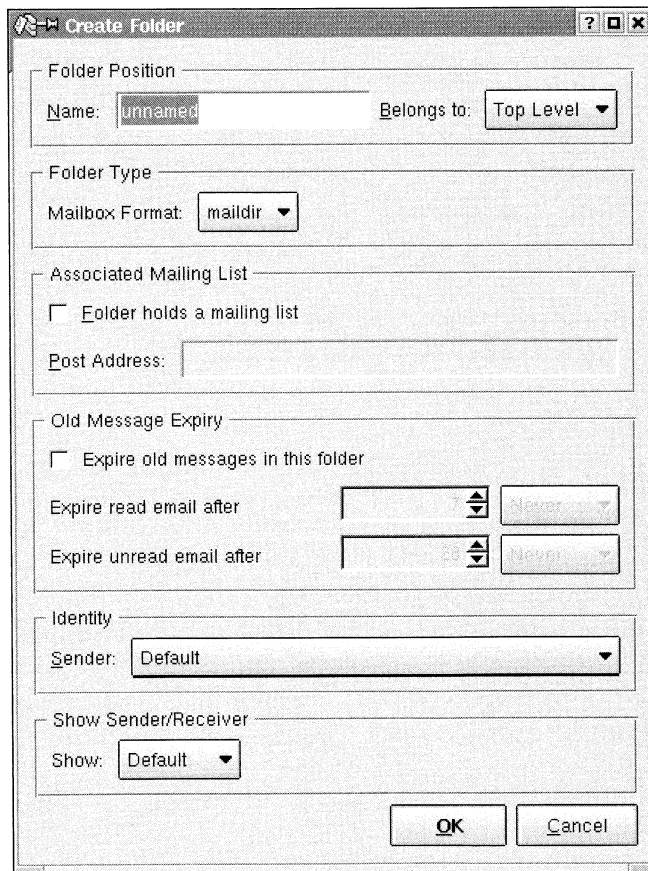 Create Folder
Folder Position
Name: unnamed Belongs to: Top Level
Folder Type
Mailbox Format: maildir
Associated Mailing List
Folder holds a mailing list
Post Address:
Old Message Expiry
Expire old messages in this folder
Expire read email after 7 Never
Expire unread email after 28 Never
Identity
Sender: Default
Show Sender/Receiver
Show: Default
OK Cancel